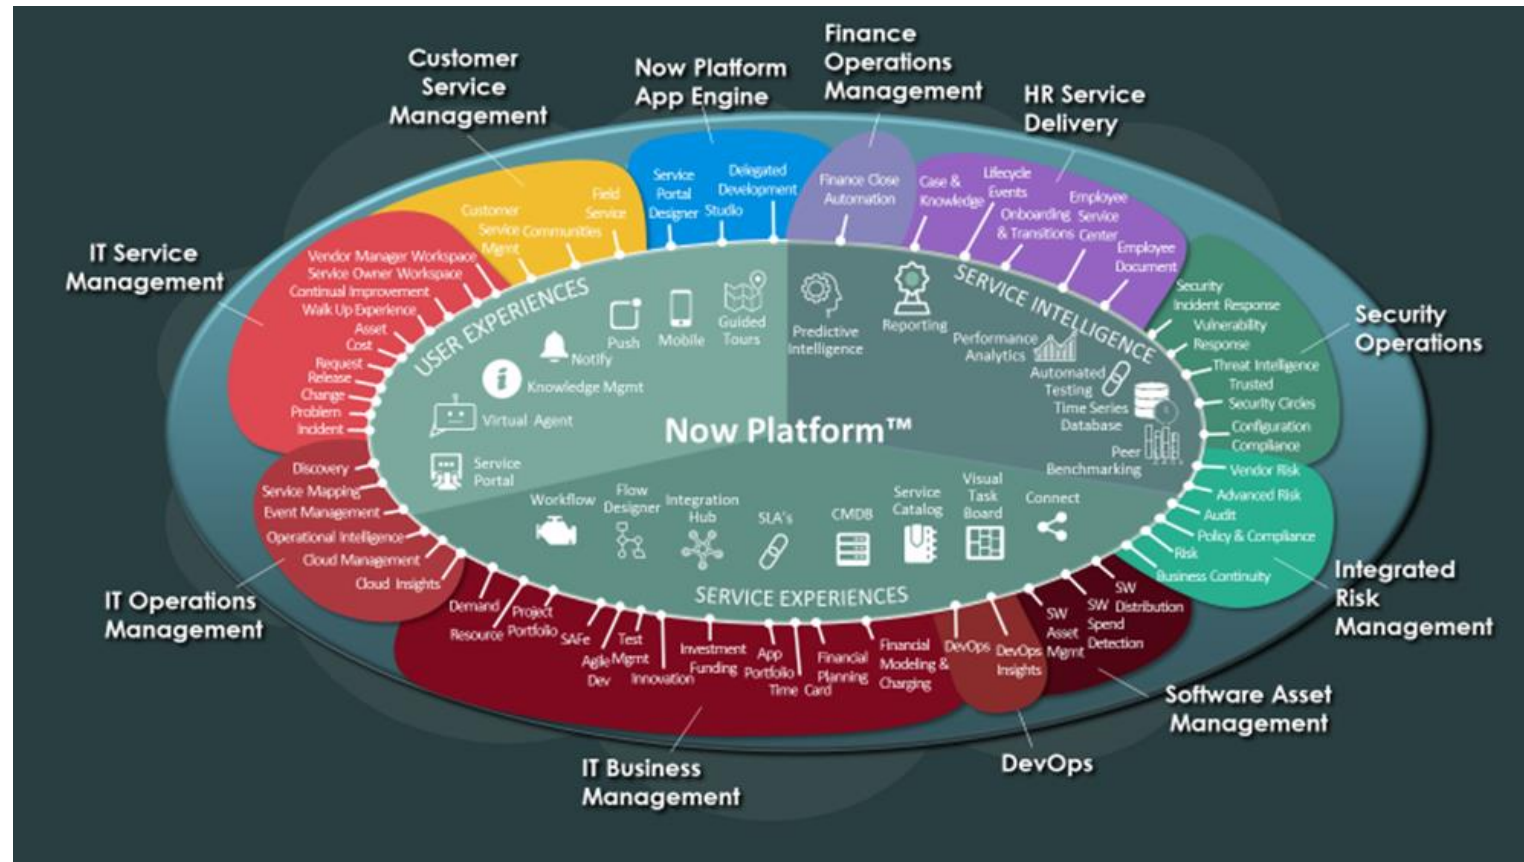 Customer
Service
Management
Now Platform
App Engine
Finance
Operations
Management
HR Service
Delivery
IT Service
Management
Security
Operations
IT Operations
Management
Integrated
Risk
Management
IT Business
Management
DevOps
Software Asset
Management
Customer
Service
Mgmt
Communities
Field
Service
Service
Portal
Designer
Studio
Delegated
Development
Finance Close
Automation
Case &
Knowledge
Lifecycle
Events
Onboarding
& Transitions
Employee
Service
Center
Employee
Document
Vendor Manager Workspace
Service Owner Workspace
Continual Improvement
Walk Up Experience
Asset
Cost
Request
Release
Change
Problem
Incident
Security
Incident Response
Vulnerability
Response
Threat Intelligence
Trusted
Security Circles
Configuration
Compliance
Discovery
Service Mapping
Event Management
Operational Intelligence
Cloud Management
Cloud Insights
Vendor Risk
Advanced Risk
Audit
Policy & Compliance
Risk
Business Continuity
Demand
Resource
Project
Portfolio
SAFe
Agile
Dev
Test
Mgmt
Innovation
Investment
Funding
App
Portfolio
Time Card
Financial
Planning
Financial
Modeling &
Charging
DevOps
DevOps
Insights
SW
Asset
Mgmt
SW
Spend
Detection
SW
Distribution
USER EXPERIENCES
Push
Mobile
Guided
Tours
Notify
Knowledge Mgmt
Virtual Agent
Service
Portal
SERVICE INTELLIGENCE
Predictive
Intelligence
Reporting
Performance
Analytics
Automated
Testing
Time Series
Database
Peer
Benchmarking
Now Platform™
Workflow
Flow
Designer
Integration
Hub
SLA's
CMDB
Service
Catalog
Visual
Task
Board
Connect
SERVICE EXPERIENCES